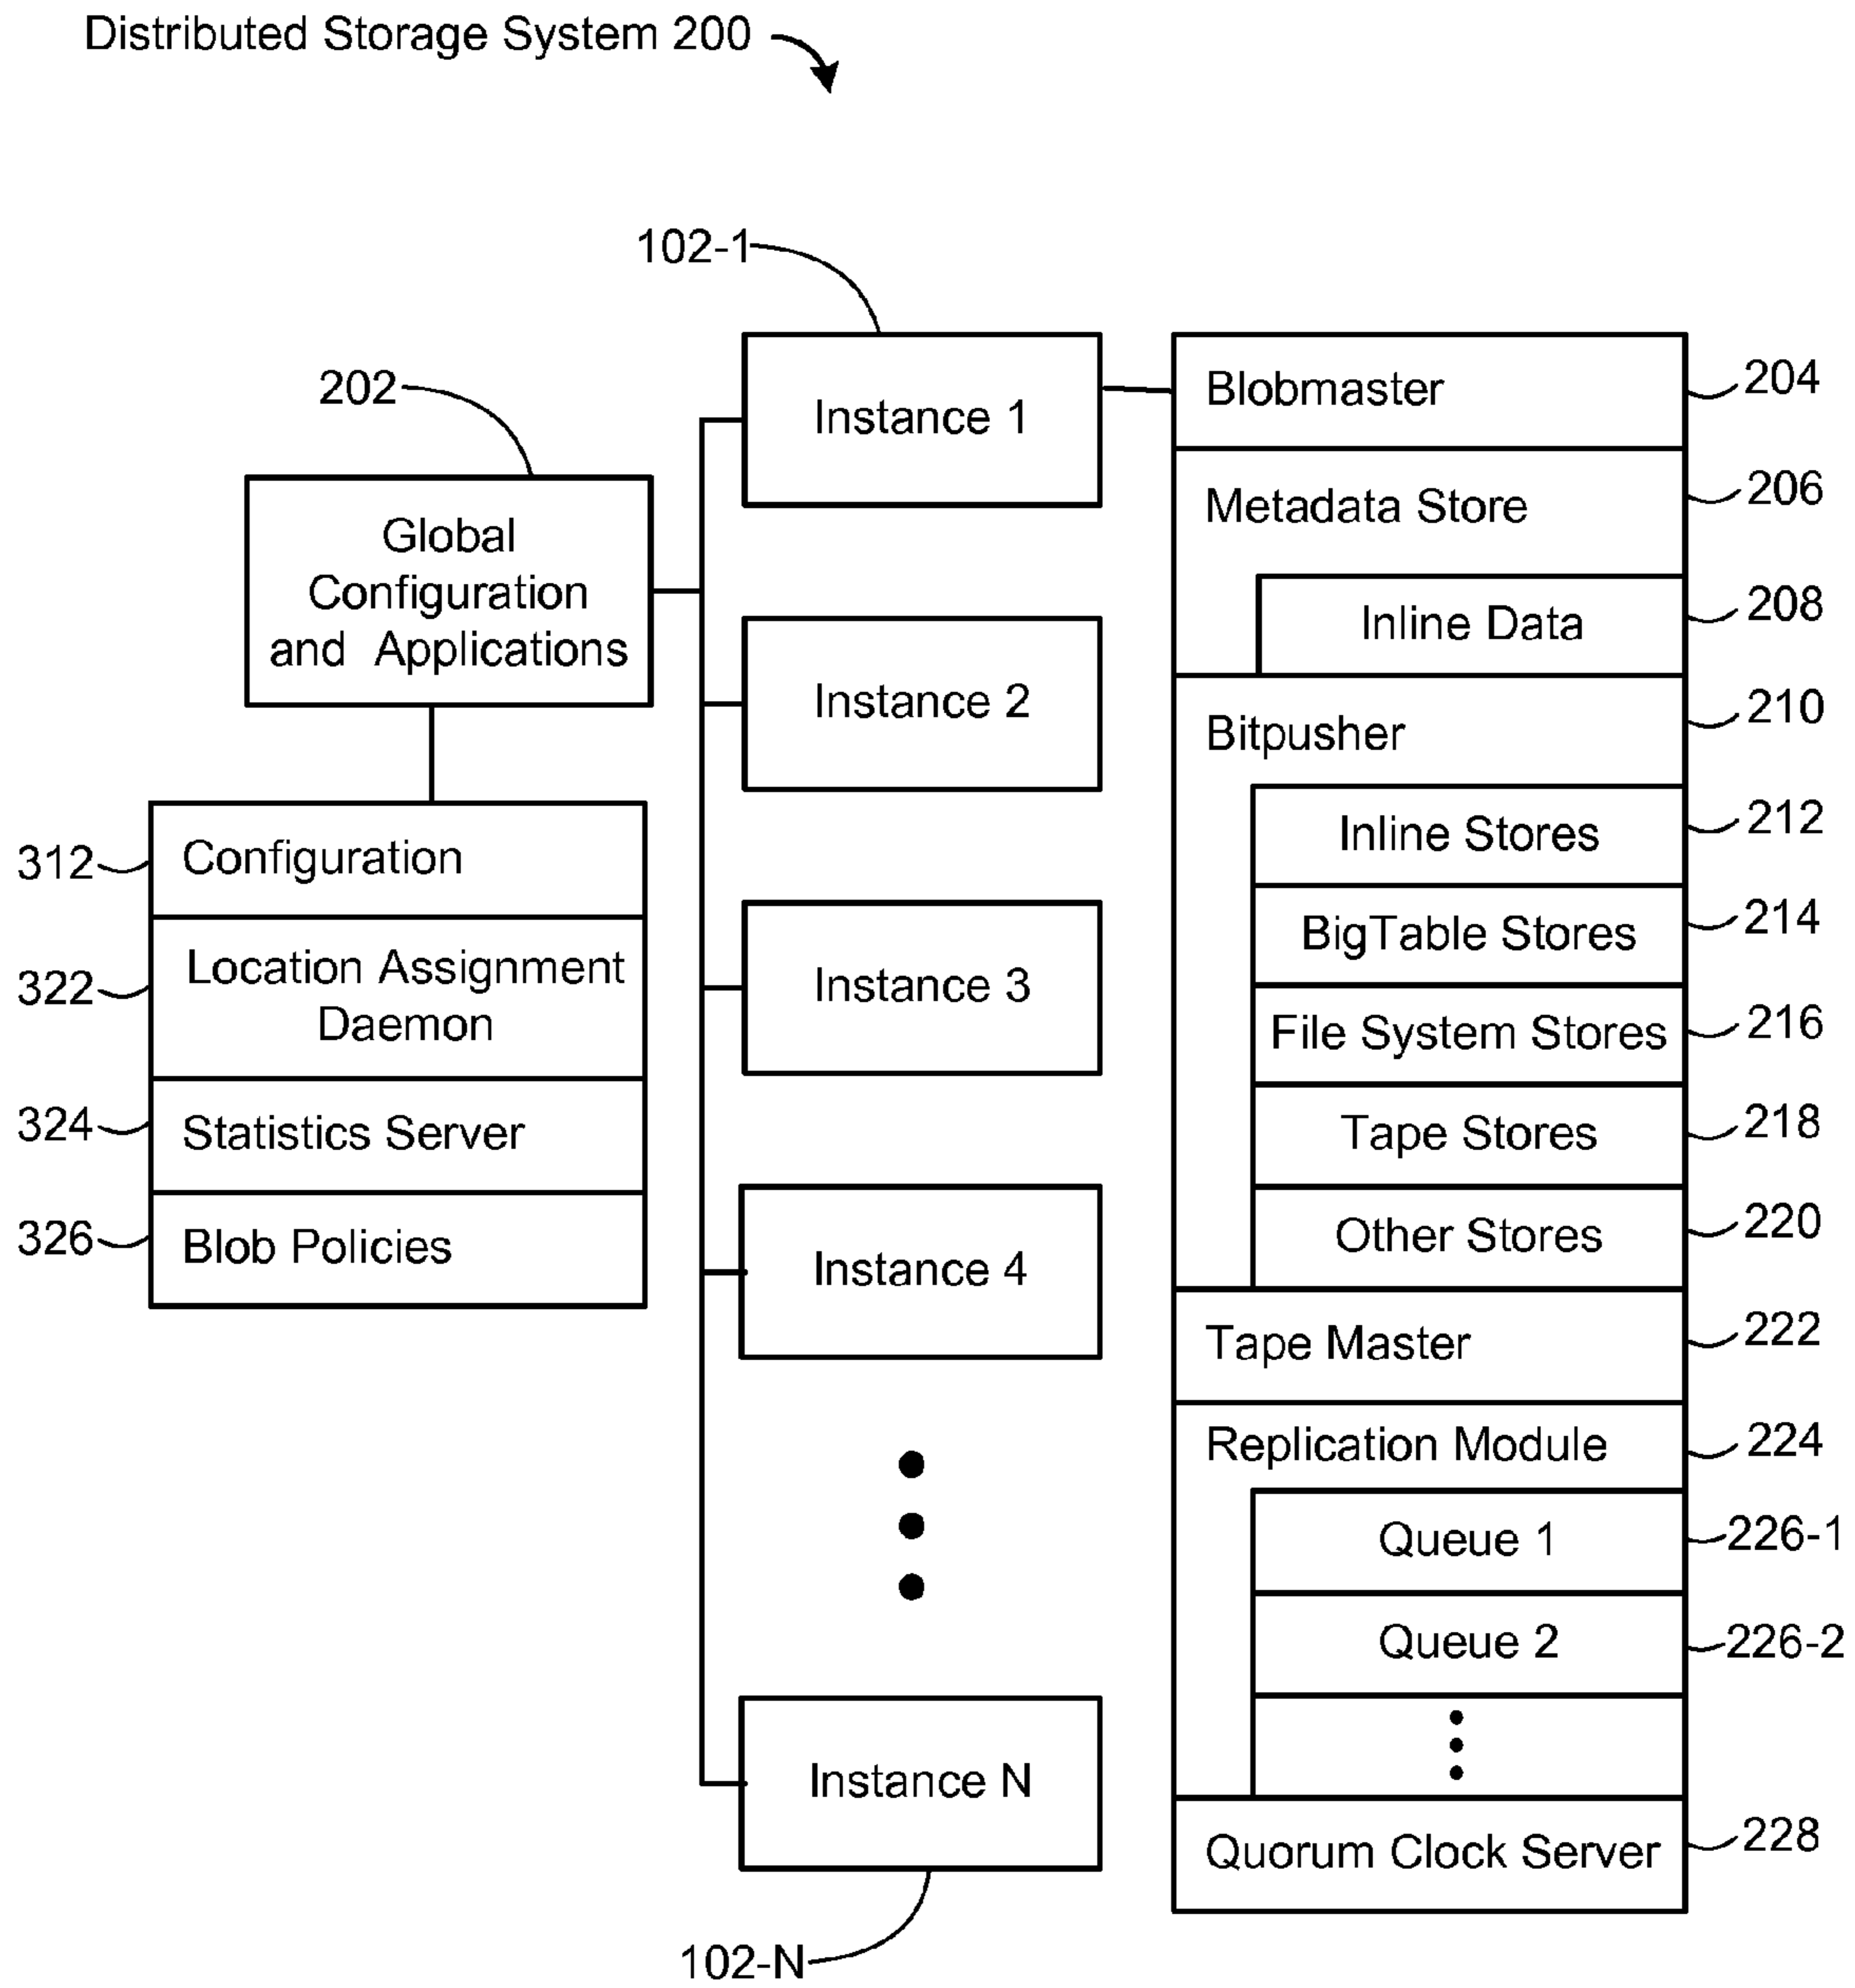 Distributed Storage System 200
102-1
202
Global
Configuration
and Applications
312
Configuration
322
Location Assignment
Daemon
324
Statistics Server
326
Blob Policies
Instance 1
Instance 2
Instance 3
Instance 4
Instance N
102-N
Blobmaster
204
Metadata Store
206
Inline Data
208
Bitpusher
210
Inline Stores
212
BigTable Stores
214
File System Stores
216
Tape Stores
218
Other Stores
220
Tape Master
222
Replication Module
224
Queue 1
226-1
Queue 2
226-2
Quorum Clock Server
228